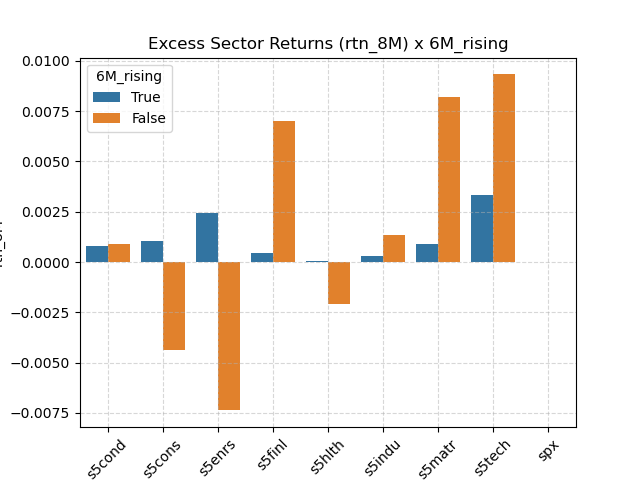 Excess Sector Returns (rtn_8M) x 6M_rising
6M_rising
True
False
0.0100
0.0075
0.0050
0.0025
0.0000
−0.0025
−0.0050
−0.0075
s5cond
s5cons
s5enrs
s5finl
s5hlth
s5indu
s5matr
s5tech
spx